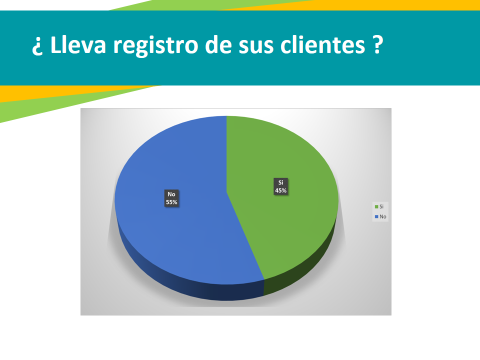 ¿ Lleva registro de sus clientes ?
No
55%
Si
45%
Si
No